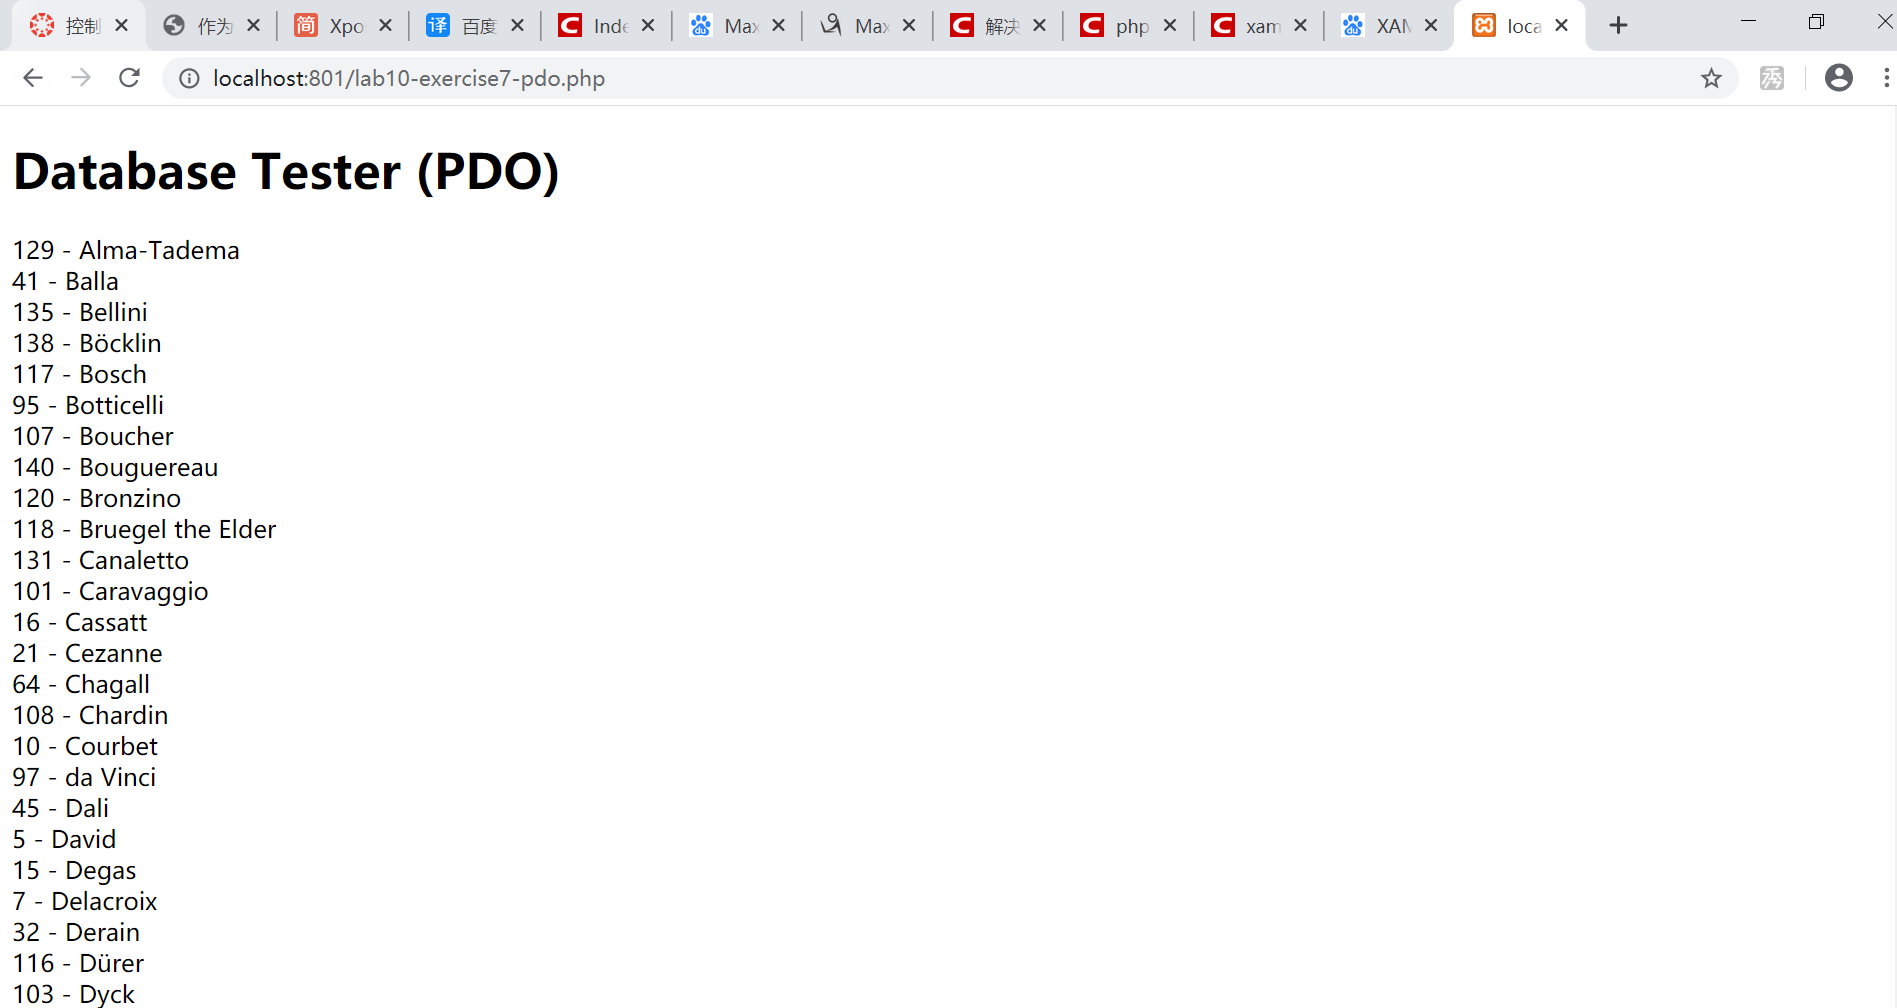 控制 作为 简 Xpo 译 百度 Inde du Max Max 解决 php xam du XAM loca
localhost:801/lab10-exercise7-pdo.php 秀
Database Tester (PDO)
129 - Alma-Tadema
41 - Balla
135 - Bellini
138 - Böcklin
117 - Bosch
95 - Botticelli
107 - Boucher
140 - Bouguereau
120 - Bronzino
118 - Bruegel the Elder
131 - Canaletto
101 - Caravaggio
16 - Cassatt
21 - Cezanne
64 - Chagall
108 - Chardin
10 - Courbet
97 - da Vinci
45 - Dali
5 - David
15 - Degas
7 - Delacroix
32 - Derain
116 - Dürer
103 - Dyck